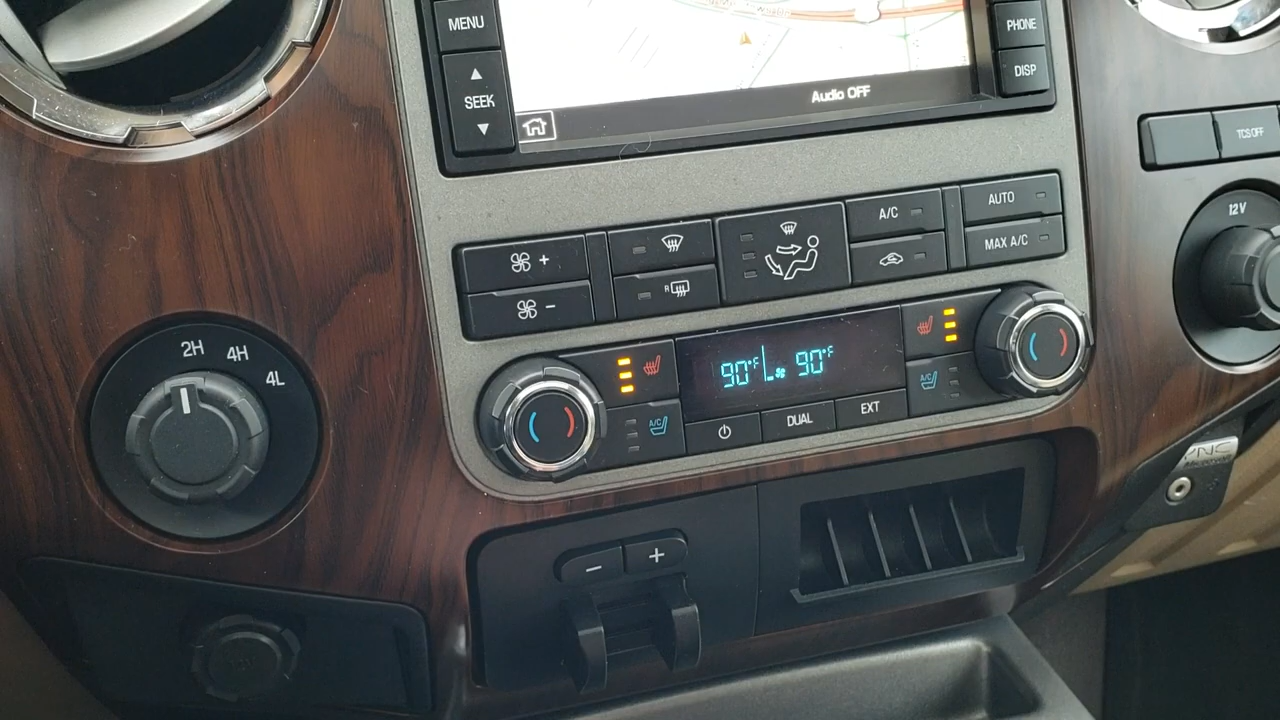 MENU
SEEK
PHONE
DISP
Audio OFF
TCS OFF
12V
A/C
AUTO
MAX A/C
+
-
R
2H
4H
4L
90°F
90°F
A/C
A/C
DUAL
EXT
- +